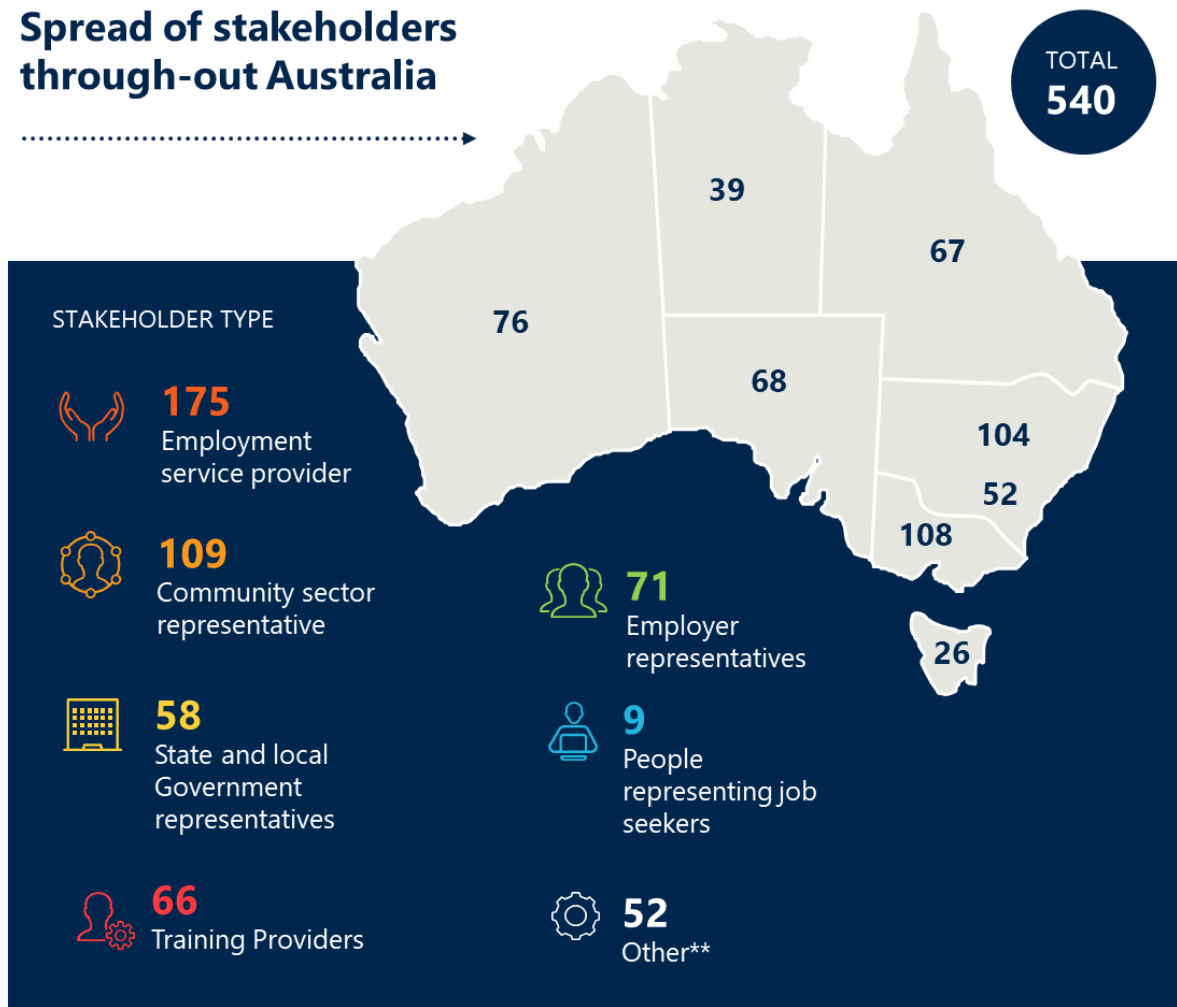 Spread of stakeholders
through-out Australia
TOTAL
540
39
67
76
68
104
52
108
26
STAKEHOLDER TYPE
175
Employment
service provider
109
Community sector
representative
58
State and local
Government
representatives
66
Training Providers
71
Employer
representatives
9
People
representing job
seekers
52
Other**